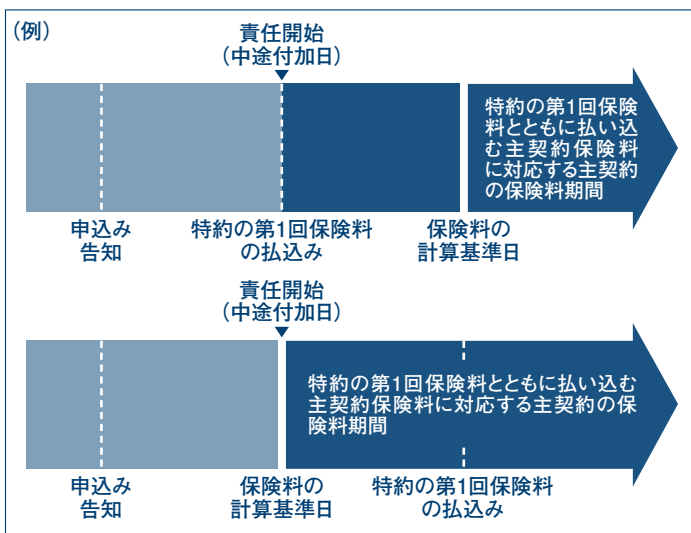 (例)
責任開始
(中途付加日)
特約の第1回保険
料とともに払い込
む主契約保険料
に対応する主契約
の保険料期間
申込み
告知
特約の第1回保険料
の払込み
保険料の
計算基準日
責任開始
(中途付加日)
特約の第1回保険料とともに払い込む
主契約保険料に対応する主契約の保
険料期間
申込み
告知
保険料の
計算基準日
特約の第1回保険料
の払込み